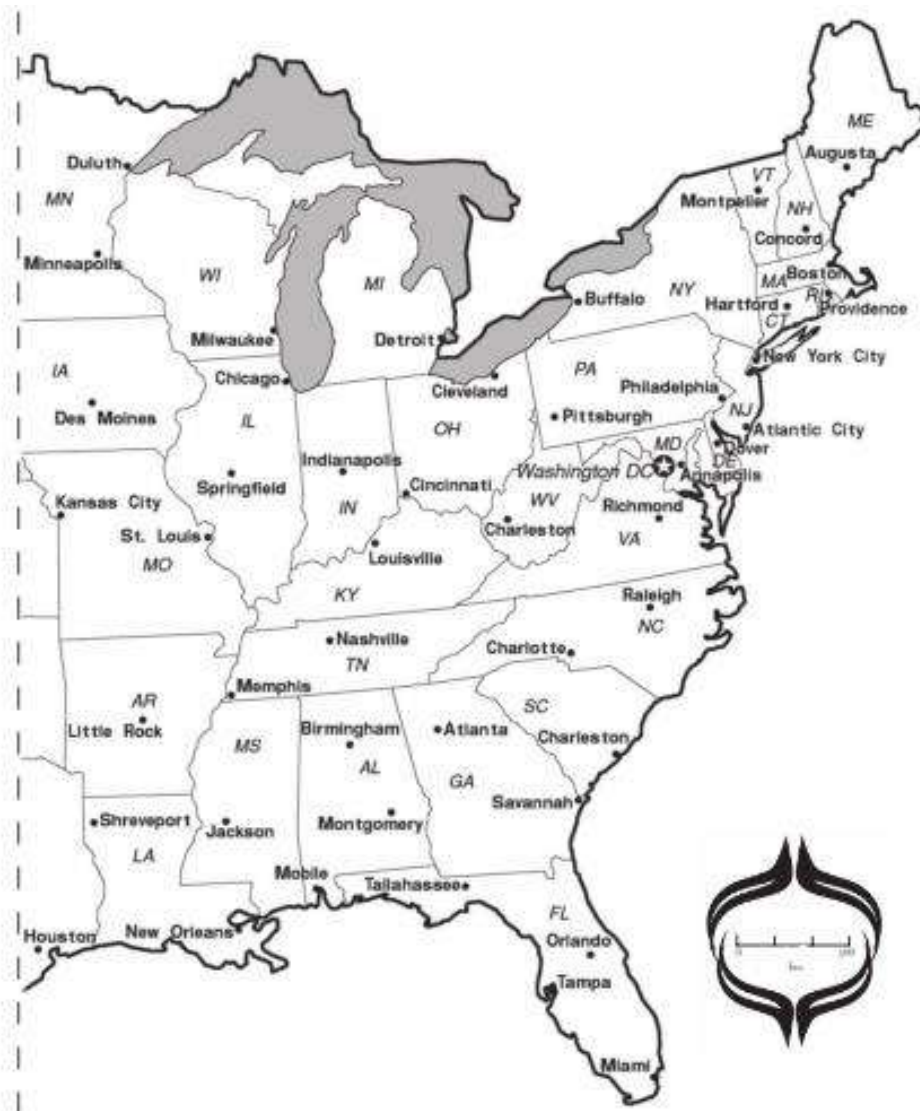 ME
Duluth
VT
Augusta
MN
Montpelier
NH
Minneapolis
Concord
WI
MI
NY
Boston
MA
Buffalo
Hartford
RI
Providence
CT
Milwaukee
Detroit
New York City
IA
Chicago
PA
Cleveland
Philadelphia
Des Moines
IL
OH
Pittsburgh
NJ
Atlantic City
MD
Dover
Indianapolis
Washington DC
DE
Annapolis
Springfield
Cincinnati
WV
Kansas City
IN
Charleston
Richmond
St. Louis
VA
Louisville
MO
KY
Raleigh
NC
Nashville
Charlotte
TN
Memphis
AR
SC
Little Rock
Birmingham
Atlanta
Charleston
MS
AL
GA
Savannah
Shreveport
Jackson
Montgomery
LA
Mobile
Tallahassee
FL
Houston
New Orleans
Orlando
Tampa
Miami
0